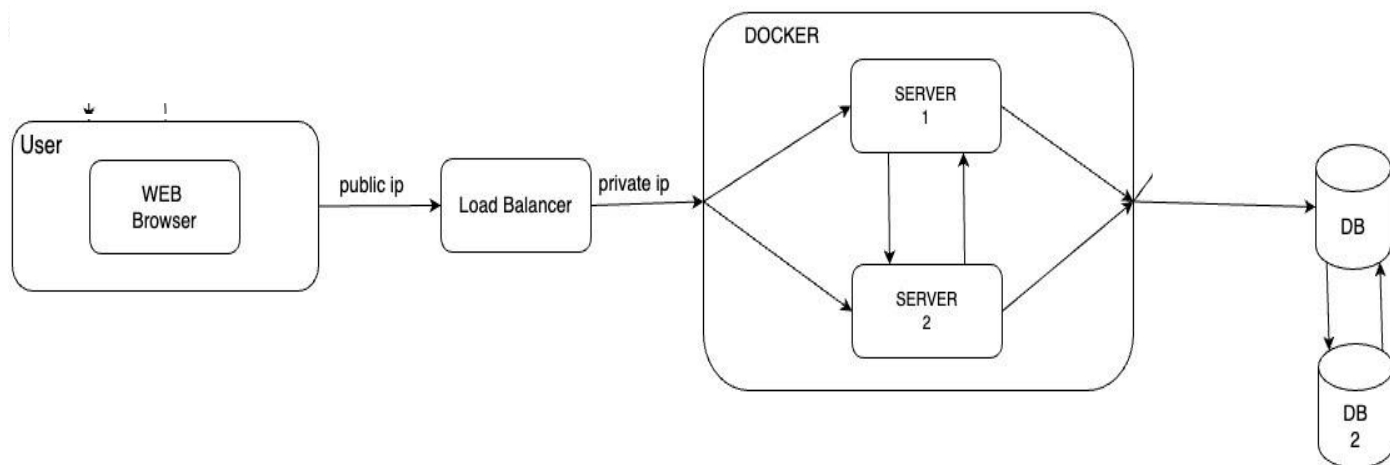 User
WEB
Browser
public ip
Load Balancer
private ip
DOCKER
SERVER
1
SERVER
2
DB
DB
2